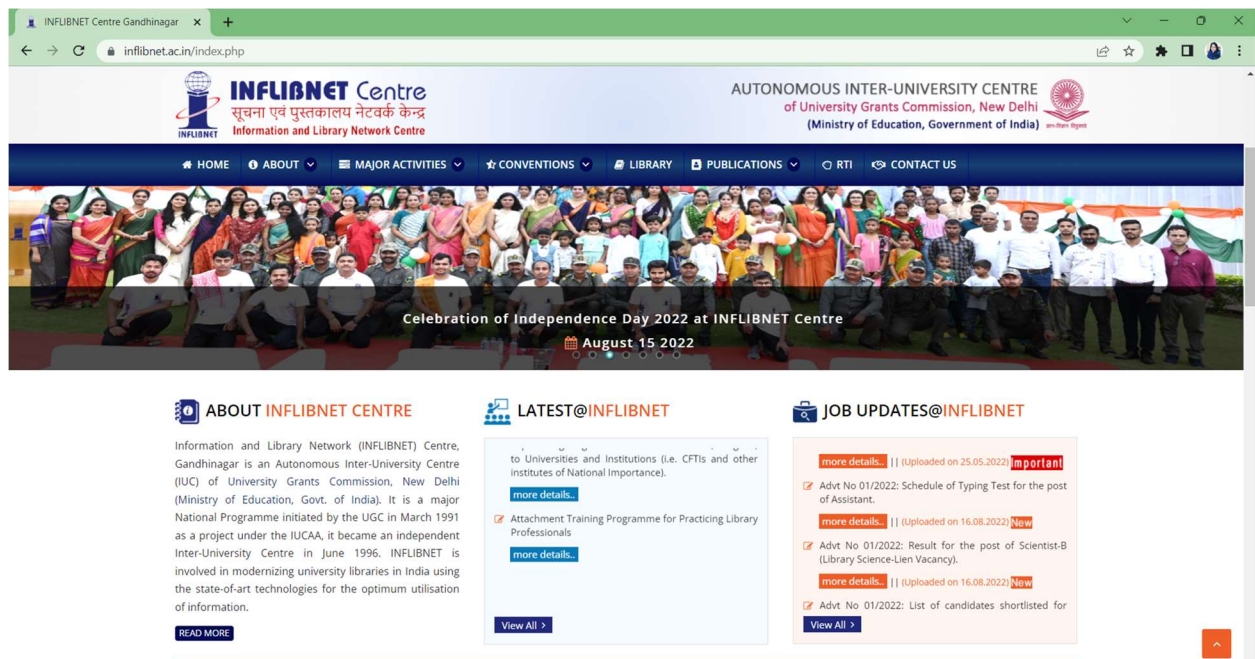 INFLIBNET Centre Gandhinagar
inflibnet.ac.in/index.php
INFLIBNET
INFLIBNET Centre
सूचना एवं पुस्तकालय नेटवर्क केन्द्र
Information and Library Network Centre
AUTONOMOUS INTER-UNIVERSITY CENTRE
of University Grants Commission, New Delhi
(Ministry of Education, Government of India)
HOME ABOUT MAJOR ACTIVITIES CONVENTIONS LIBRARY PUBLICATIONS RTI CONTACT US
Celebration of Independence Day 2022 at INFLIBNET Centre
August 15 2022
ABOUT INFLIBNET CENTRE
Information and Library Network (INFLIBNET) Centre,
Gandhinagar is an Autonomous Inter-University Centre
(IUC) of University Grants Commission, New Delhi
(Ministry of Education, Govt. of India). It is a major
National Programme initiated by the UGC in March 1991
as a project under the IUCAA, it became an independent
Inter-University Centre in June 1996. INFLIBNET is
involved in modernizing university libraries in India using
the state-of-art technologies for the optimum utilisation
of information.
READ MORE
LATEST@INFLIBNET
to Universities and Institutions (i.e. CFTIs and other
institutes of National Importance).
more details..
Attachment Training Programme for Practicing Library
Professionals
more details..
View All >
JOB UPDATES@INFLIBNET
more details.. || (Uploaded on 25.05.2022) Important
Advt No 01/2022: Schedule of Typing Test for the post
of Assistant.
more details.. || (Uploaded on 16.08.2022) New
Advt No 01/2022: Result for the post of Scientist-B
(Library Science-Lien Vacancy).
more details.. || (Uploaded on 16.08.2022) New
Advt No 01/2022: List of candidates shortlisted for
View All >